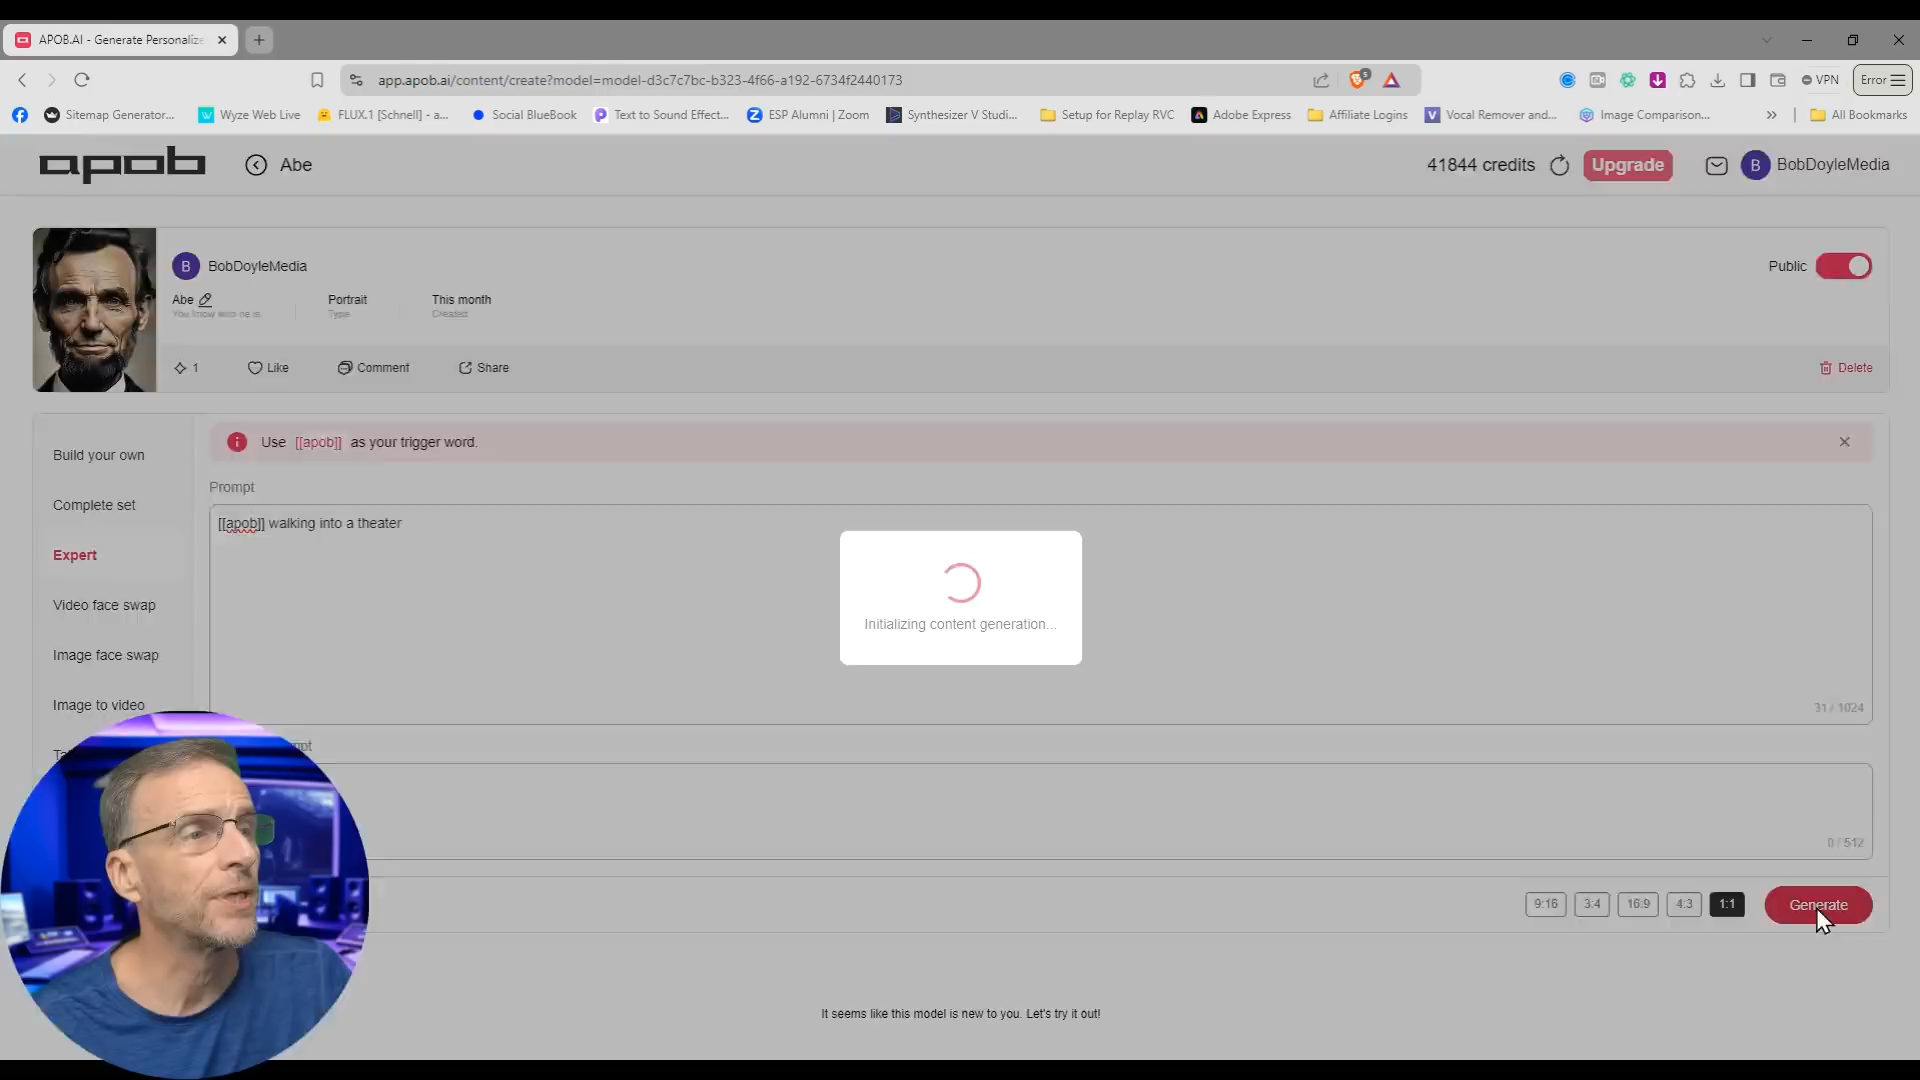 APOB.AI - Generate Personaliz
app.apob.ai/content/create?model=model-d3c7c7bc-b323-4f66-a192-6734f2440173
5
VPN
Error
Sitemap Generator...
Wyze Web Live
FLUX.1 [Schnell] - a...
Social BlueBook
Text to Sound Effect...
ESP Alumni | Zoom
Synthesizer V Studi...
Setup for Replay RVC
Adobe Express
Affiliate Logins
Vocal Remover and...
Image Comparison...
All Bookmarks
apob
Abe
41844 credits
Upgrade
B
BobDoyleMedia
B
BobDoyleMedia
Public
Abe
Portrait
This month
You know who he is.
Type
Created
1
Like
Comment
Share
Delete
Build your own
Complete set
Expert
Video face swap
Image face swap
Image to video
Use [[apob]] as your trigger word.
Prompt
[[apob]] walking into a theater
31 / 1024
Initializing content generation...
0 / 512
9:16
3:4
16:9
4:3
1:1
Generate
It seems like this model is new to you. Let's try it out!